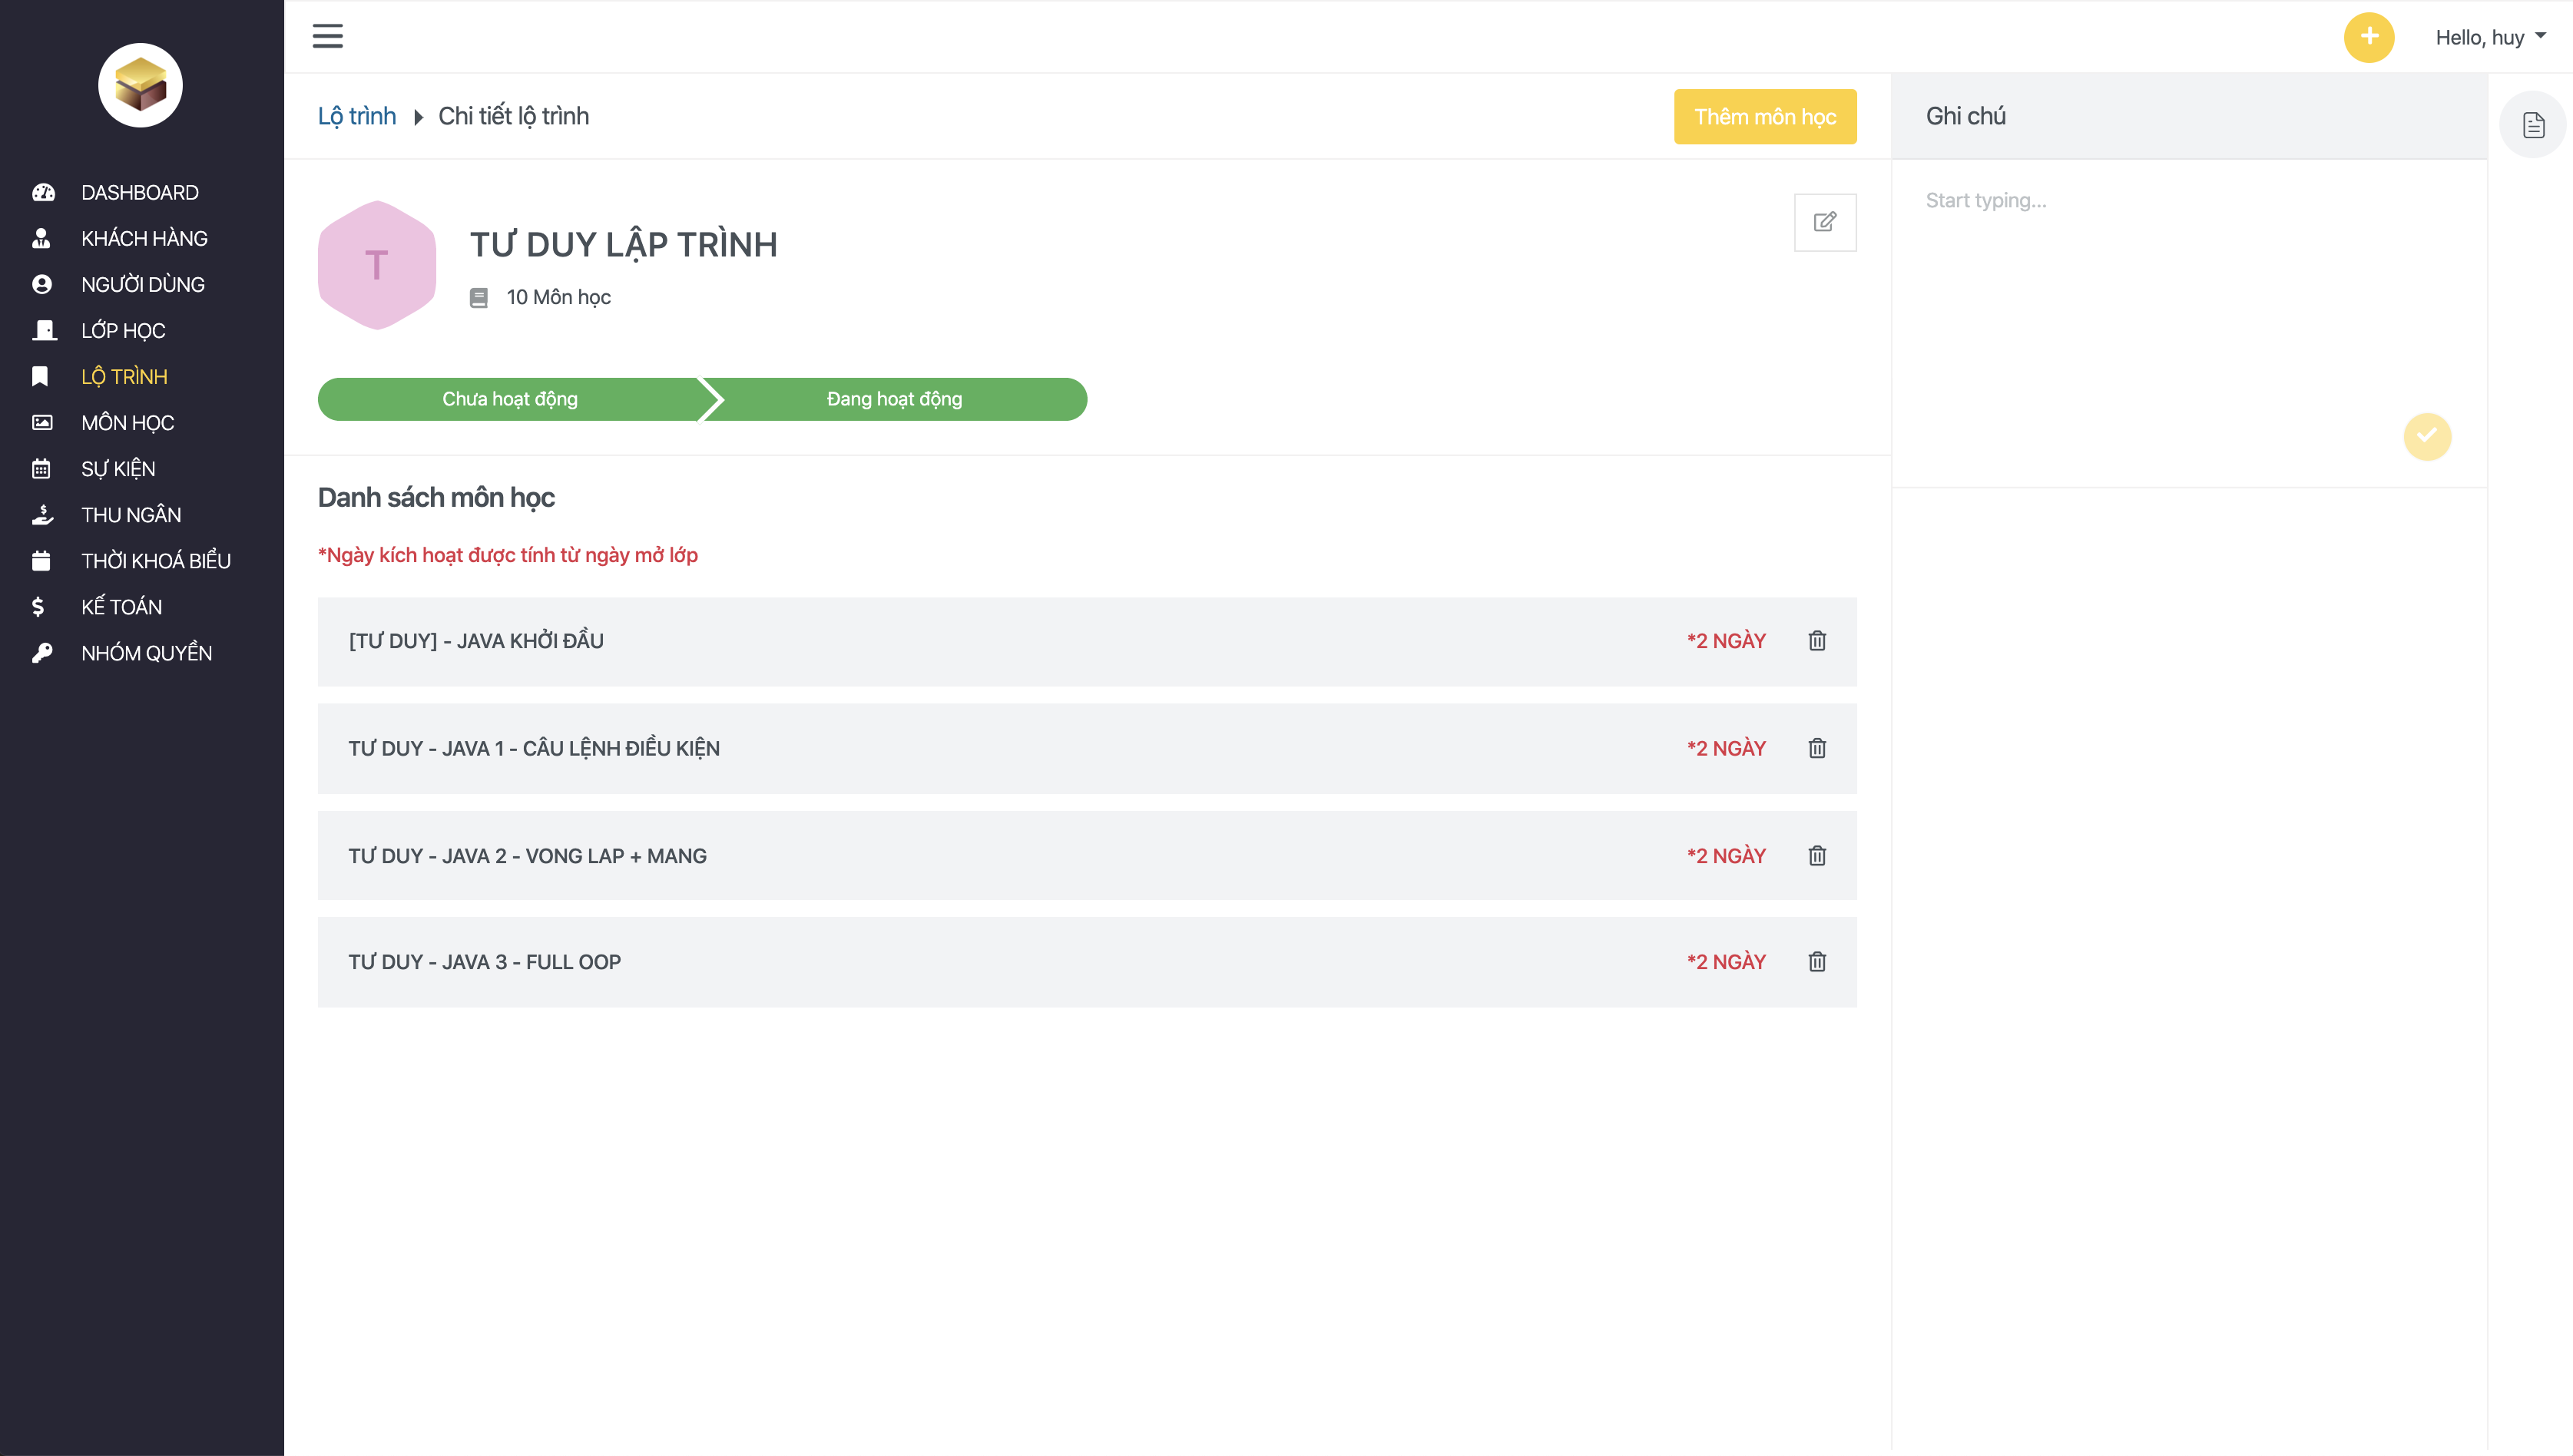 DASHBOARD
KHÁCH HÀNG
NGƯỜI DÙNG
LỚP HỌC
LỘ TRÌNH
MÔN HỌC
SỰ KIỆN
THU NGÂN
THỜI KHOÁ BIỂU
KẾ TOÁN
NHÓM QUYỀN
Hello, huy
Lộ trình
Chi tiết lộ trình
Thêm môn học
T
TƯ DUY LẬP TRÌNH
10 Môn học
Chưa hoạt động
Đang hoạt động
Danh sách môn học
*Ngày kích hoạt được tính từ ngày mở lớp
[TƯ DUY] - JAVA KHỞI ĐẦU *2 NGÀY
TƯ DUY - JAVA 1 - CÂU LỆNH ĐIỀU KIỆN *2 NGÀY
TƯ DUY - JAVA 2 - VONG LAP + MANG *2 NGÀY
TƯ DUY - JAVA 3 - FULL OOP *2 NGÀY
Ghi chú
Start typing...